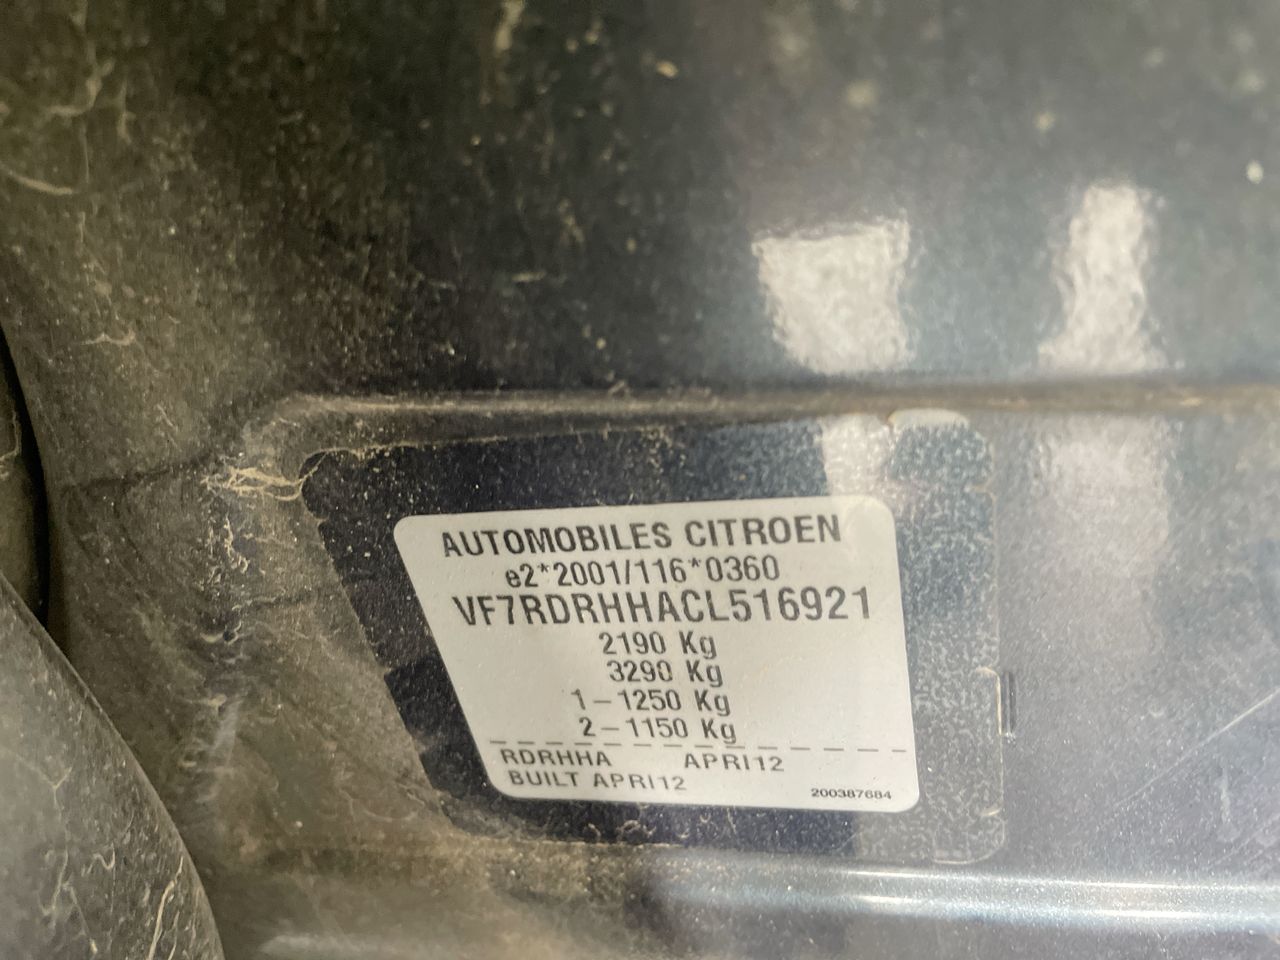 AUTOMOBILES CITROEN
e2*2001/116*0360
VF7RDRHHACL516921
2190 Kg
3290 Kg
1-1250 Kg
2-1150 Kg
RDRHHA APRI12
BUILT APRI12
200387684